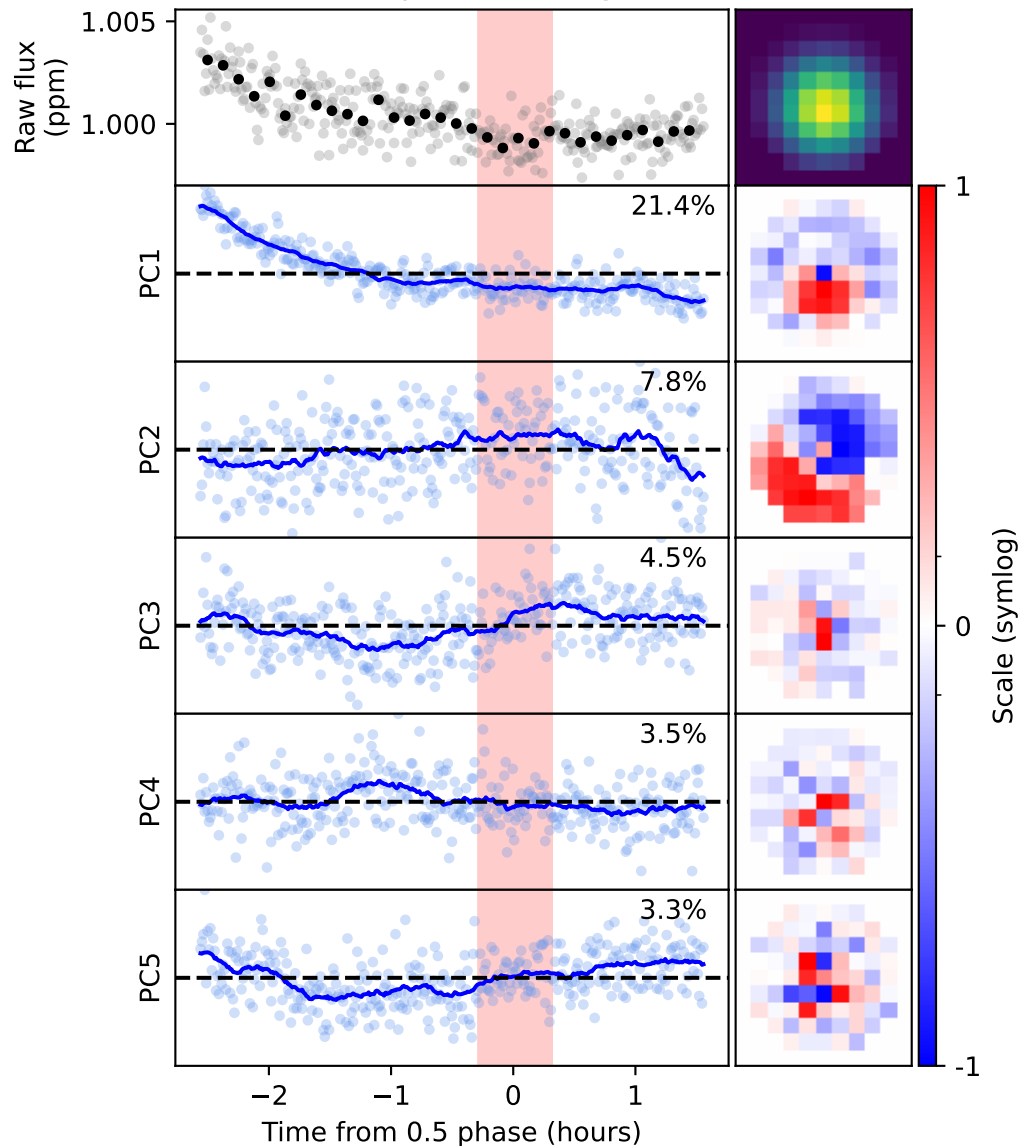 Raw flux
(ppm)
1.005
1.000
PC1
21.4%
PC2
7.8%
PC3
4.5%
PC4
3.5%
PC5
3.3%
−2
−1
0
1
Time from 0.5 phase (hours)
1
0
-1
Scale (symlog)